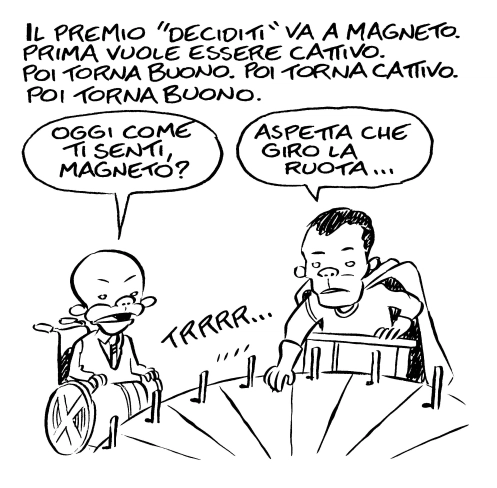 IL PREMIO "DECIDITI" VA A MAGNETO.
PRIMA VUOLE ESSERE CATTIVO.
POI TORNA BUONO. POI TORNA CATTIVO.
POI TORNA BUONO.
OGGI COME
TI SENTI,
MAGNETO?
ASPETTA CHE
GIRO LA
RUOTA...
TRRRR...